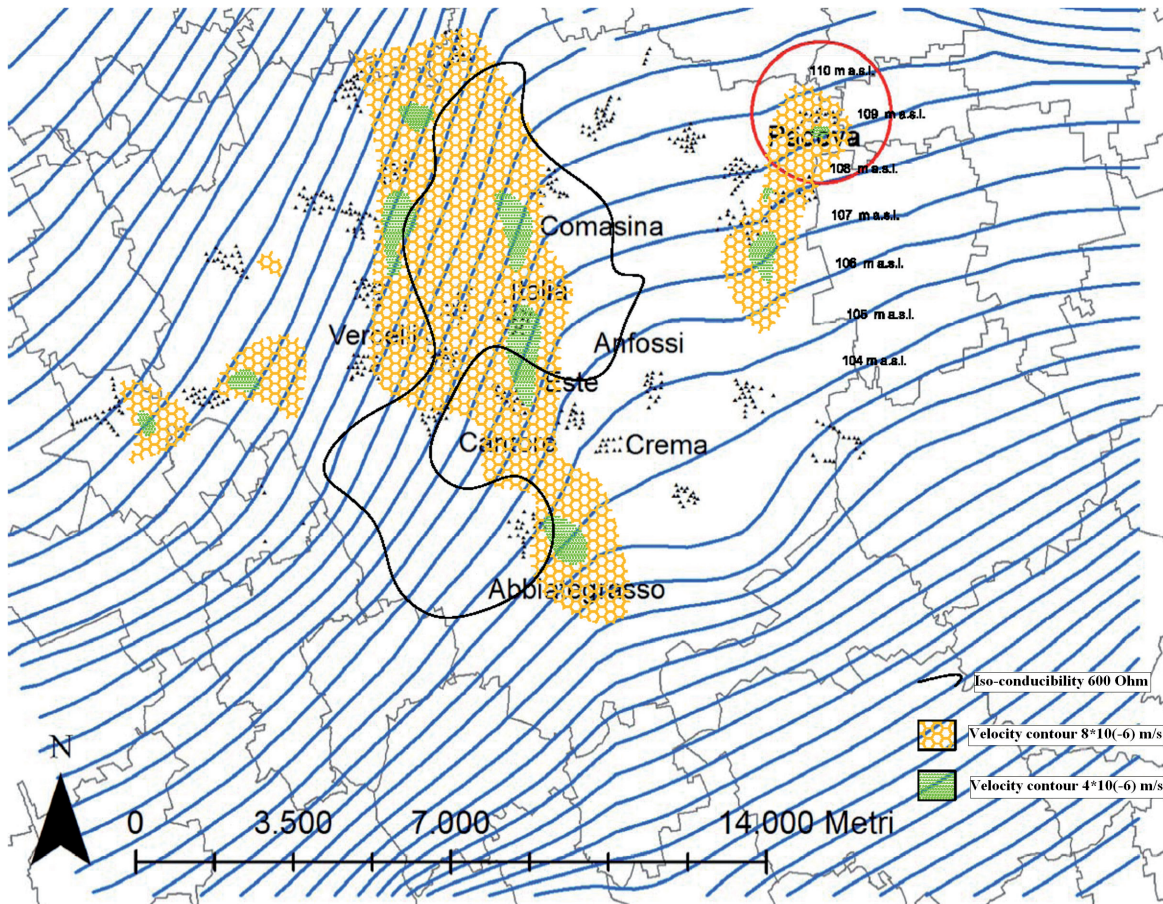 110 m a.s.l.
109 m a.s.l.
Padova
108 m a.s.l.
107 m a.s.l.
Comasina
106 m a.s.l.
Italia
105 m a.s.l.
Vercelli
Anfossi
104 m a.s.l.
Este
Cantore
Crema
Abbiategrasso
Iso-conducibility 600 Ohm
Velocity contour 8*10(-6) m/s
N
Velocity contour 4*10(-6) m/s
0 3.500 7.000 14.000 Metri